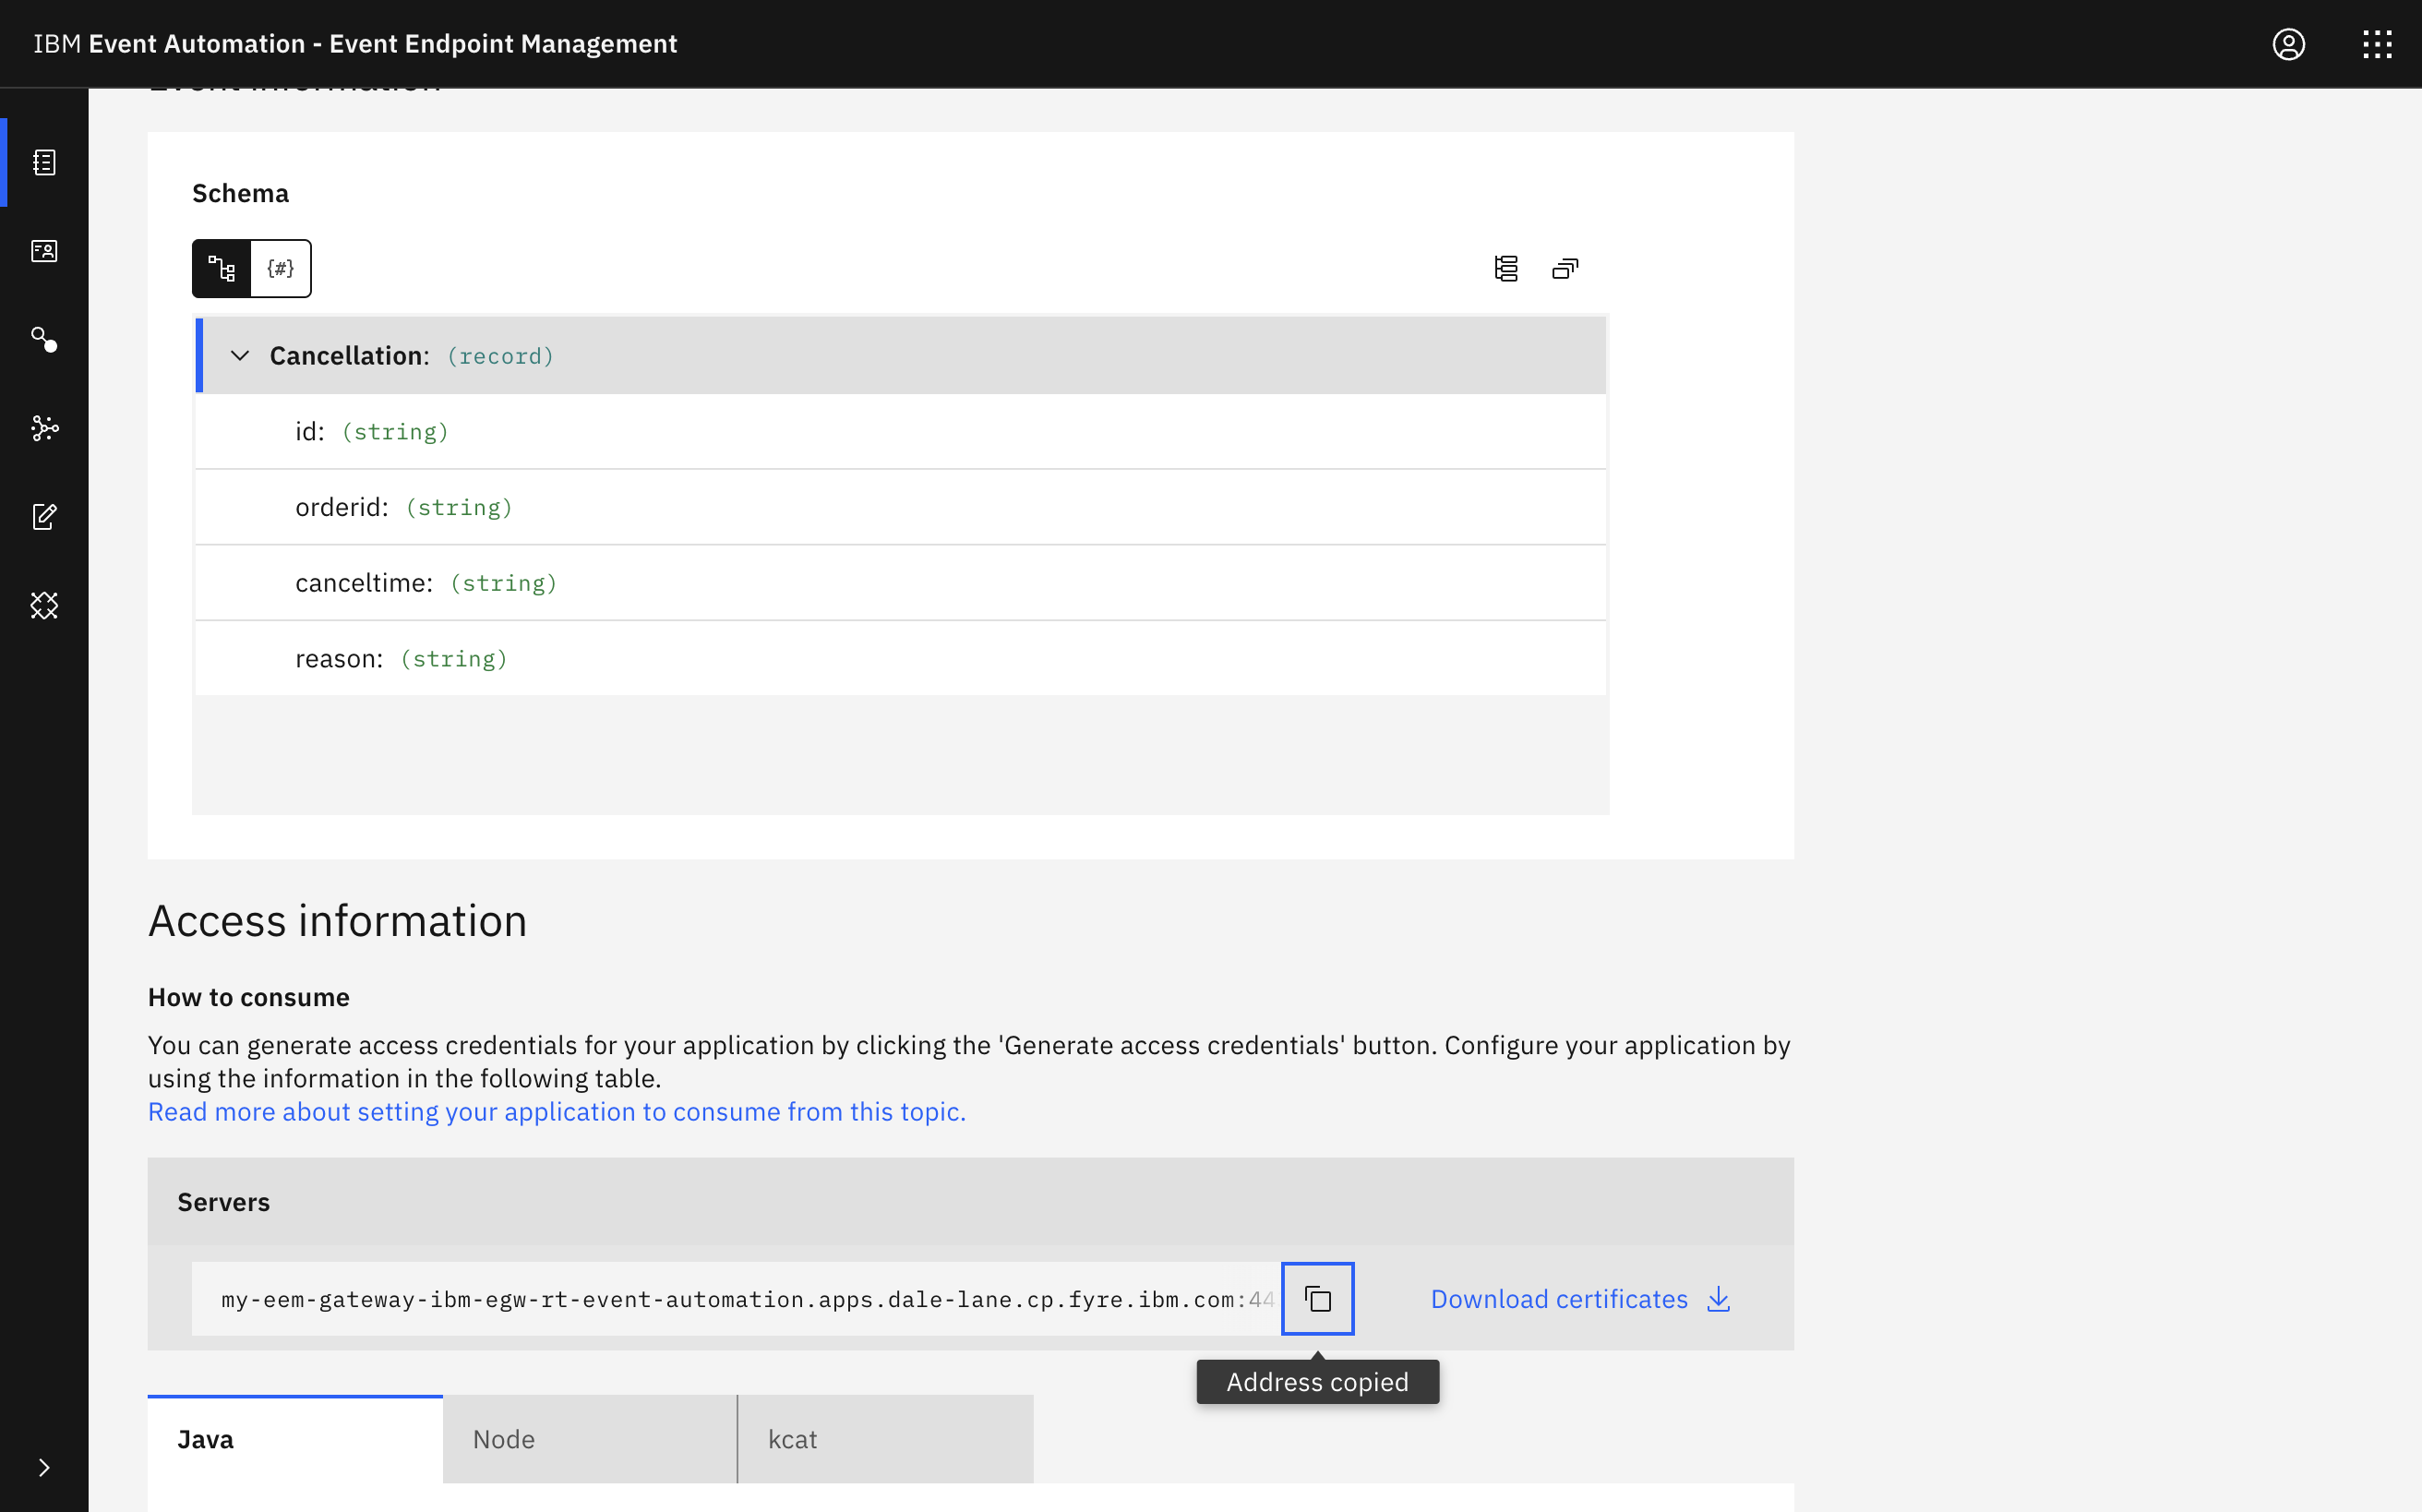 IBM Event Automation - Event Endpoint Management
Event information
Schema
{#}
Cancellation: (record)
id: (string)
orderid: (string)
canceltime: (string)
reason: (string)
Access information
How to consume
You can generate access credentials for your application by clicking the 'Generate access credentials' button. Configure your application by
using the information in the following table.
Read more about setting your application to consume from this topic.
Servers
my-eem-gateway-ibm-egw-rt-event-automation.apps.dale-lane.cp.fyre.ibm.com:44
Download certificates
Address copied
Java
Node
kcat